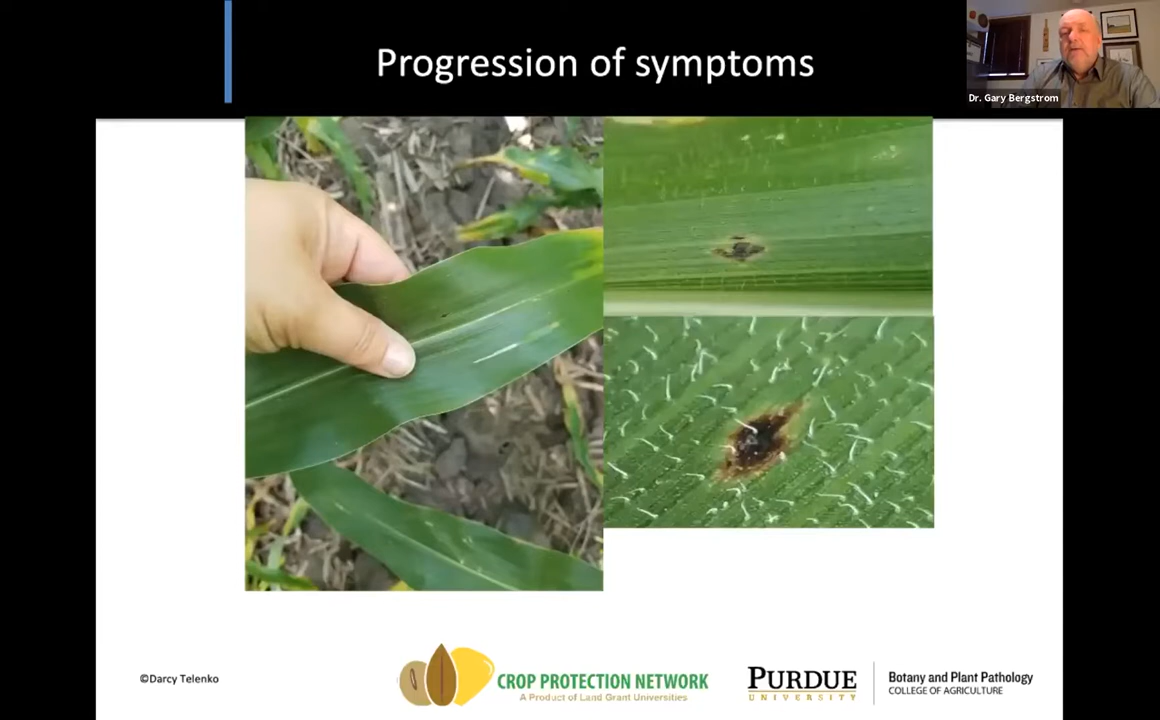 Progression of symptoms
Dr. Gary Bergstrom
©Darcy Telenko
CROP PROTECTION NETWORK
A Product of Land Grant Universities
PURDUE
UNIVERSITY
Botany and Plant Pathology
COLLEGE OF AGRICULTURE